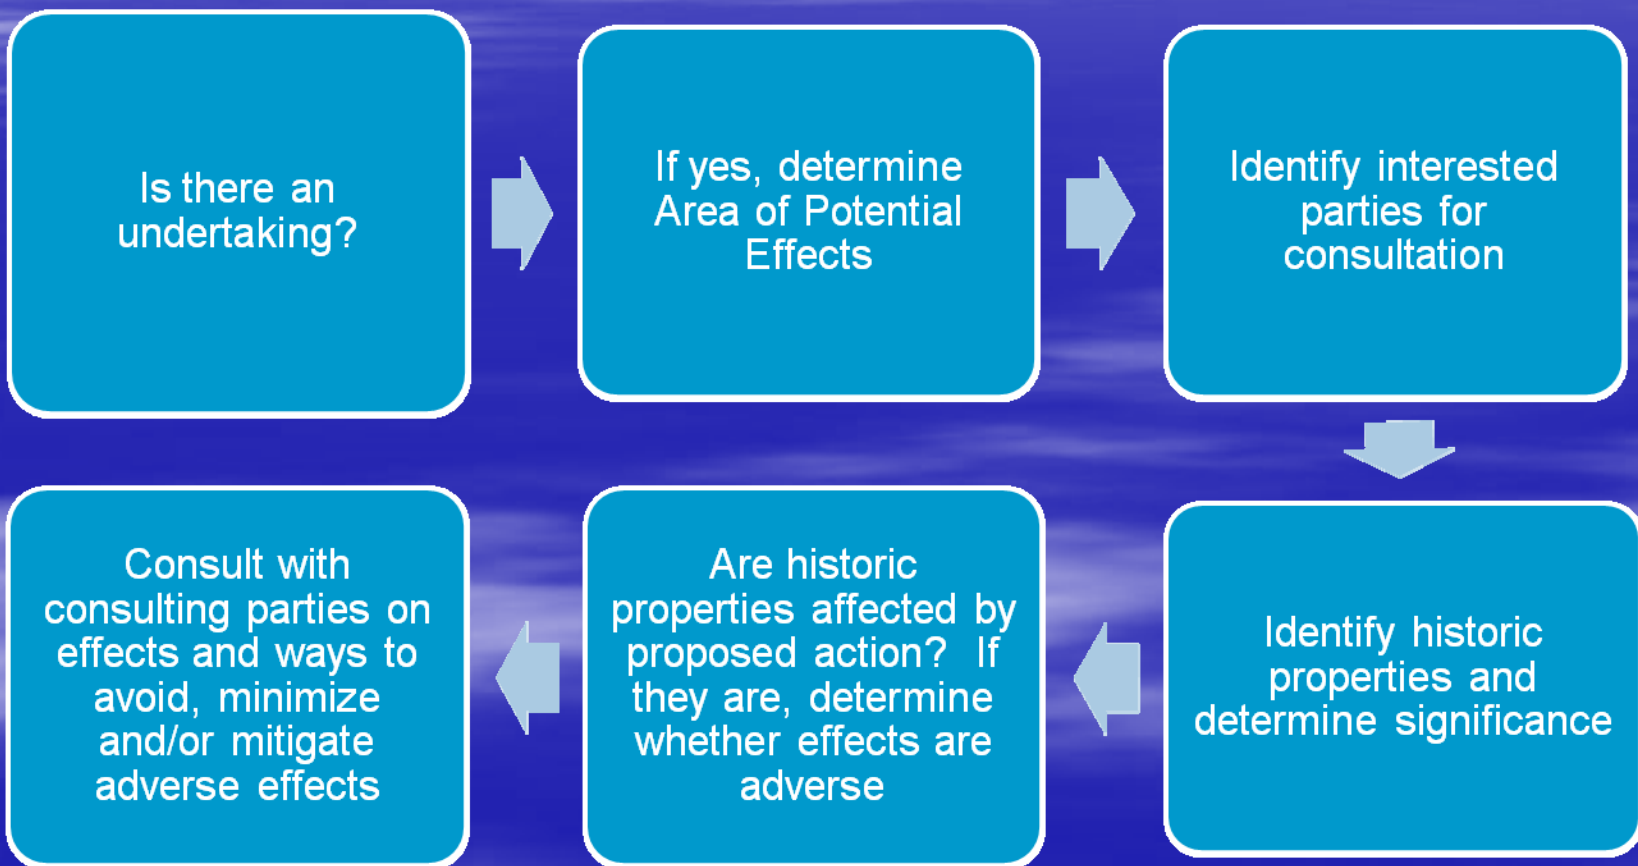 Is there an
undertaking?
If yes, determine
Area of Potential
Effects
Identify interested
parties for
consultation
Identify historic
properties and
determine significance
Are historic
properties affected by
proposed action? If
they are, determine
whether effects are
adverse
Consult with
consulting parties on
effects and ways to
avoid, minimize
and/or mitigate
adverse effects